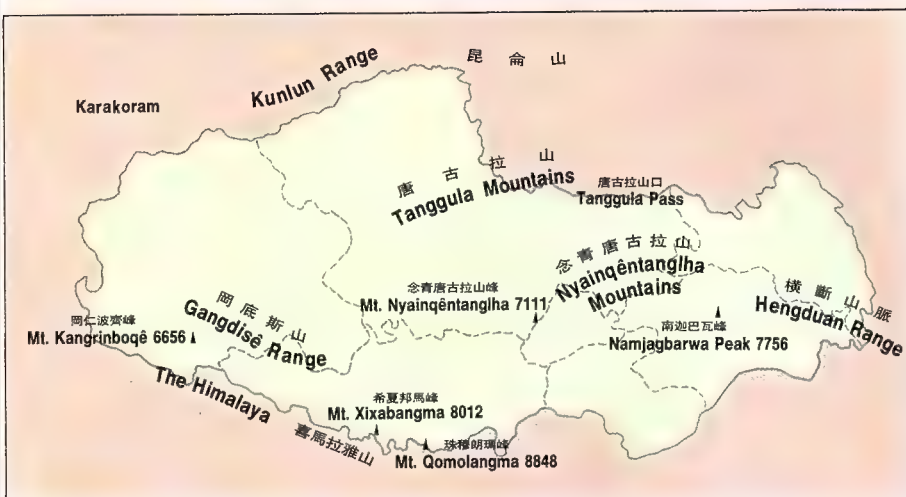 昆侖山
Kunlun Range
Karakoram
唐古拉山
Tanggula Mountains
唐古拉山口
Tanggula Pass
念青唐古拉山
Nyainqêntanglha
Mountains
念青唐古拉山峰
Mt. Nyainqêntanglha 7111
橫斷山脈
Hengduan Range
岡底斯山
Gangdisê Range
岡仁波齊峰
Mt. Kangrinboqê 6656
南迦巴瓦峰
Namjagbarwa Peak 7756
The Himalaya
喜馬拉雅山
希夏邦馬峰
Mt. Xixabangma 8012
珠穆朗瑪峰
Mt. Qomolangma 8848